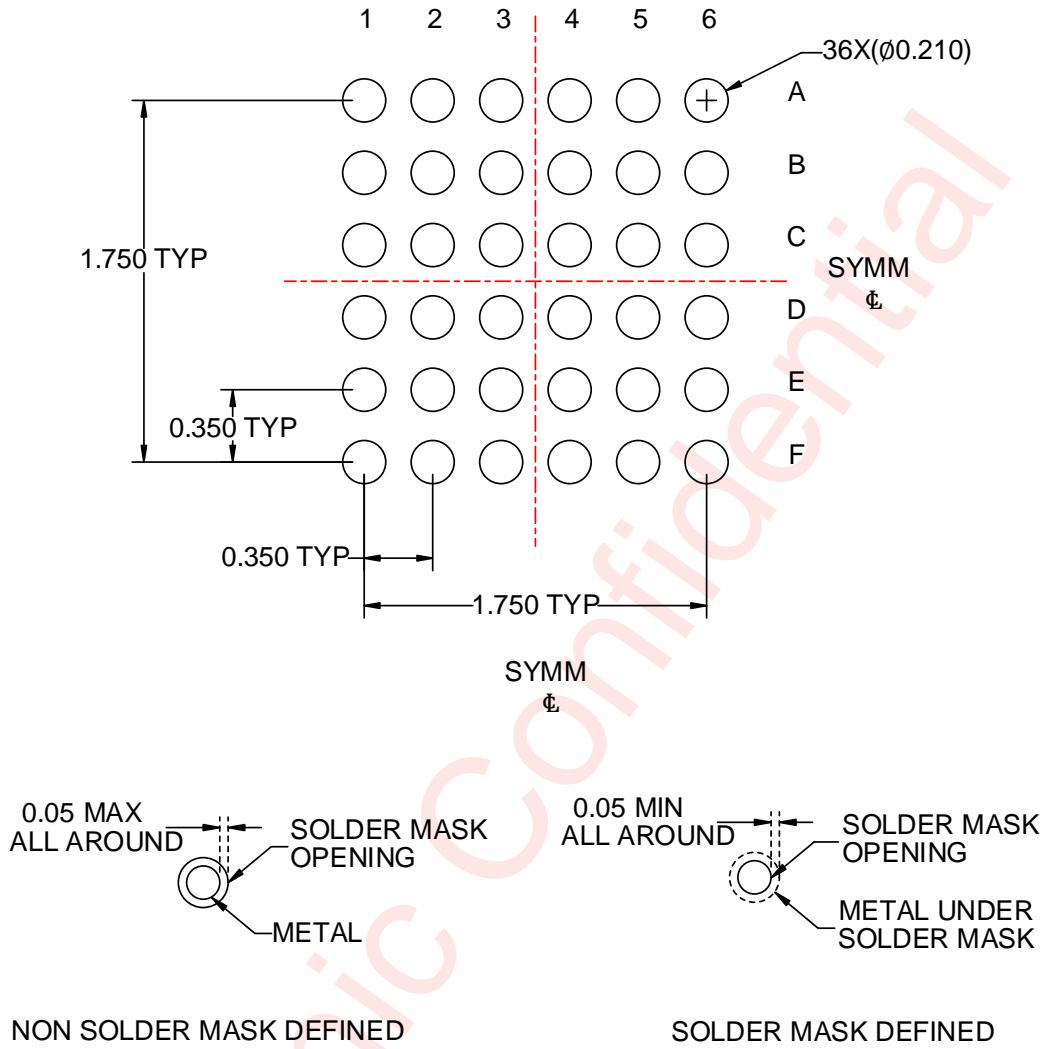 1 2 3 4 5 6
36X(Ø0.210)
A
B
C
1.750 TYP
SYMM
℄
D
E
0.350 TYP
F
0.350 TYP
1.750 TYP
SYMM
℄
0.05 MAX
ALL AROUND
SOLDER MASK
OPENING
METAL
0.05 MIN
ALL AROUND
SOLDER MASK
OPENING
METAL UNDER
SOLDER MASK
NON SOLDER MASK DEFINED
SOLDER MASK DEFINED
nic Confidential